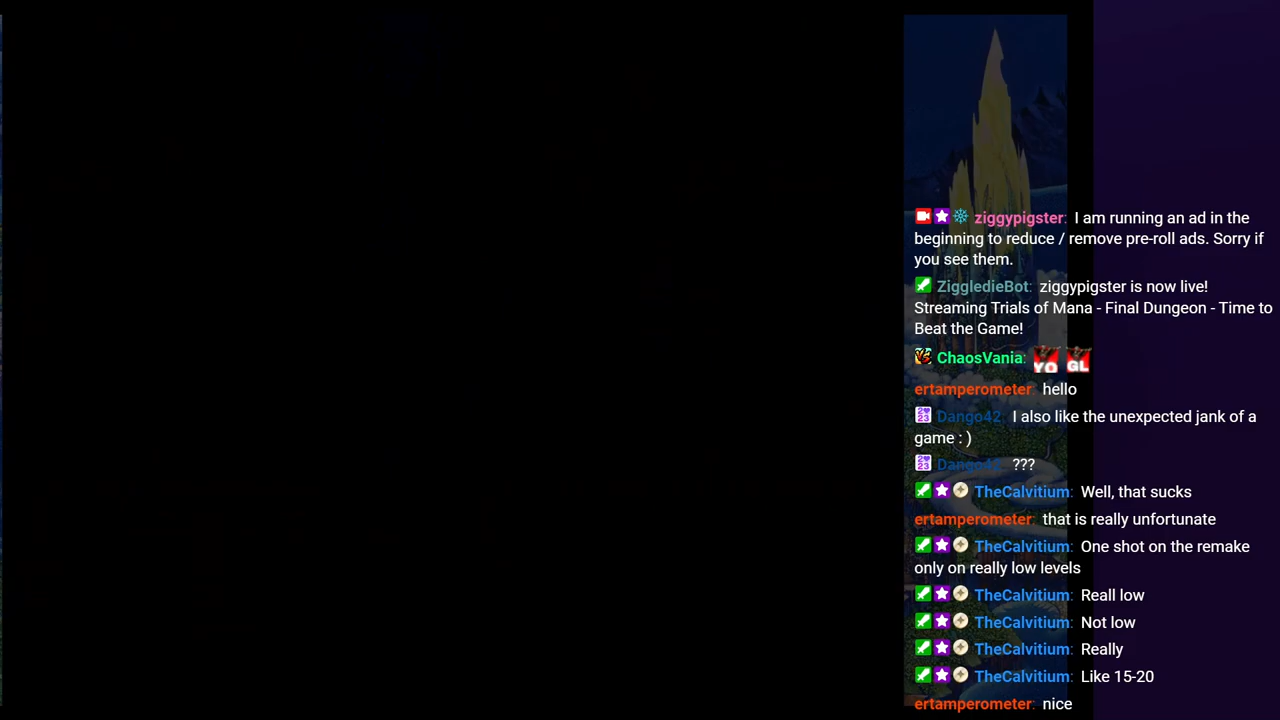 ziggypigster: I am running an ad in the
beginning to reduce / remove pre-roll ads. Sorry if
you see them.
ZiggledieBot: ziggypigster is now live!
Streaming Trials of Mana - Final Dungeon - Time to
Beat the Game!
ChaosVania: YO GL
ertamperometer: hello
Dango42: I also like the unexpected jank of a
game : )
Dango42: ???
TheCalvitium: Well, that sucks
ertamperometer: that is really unfortunate
TheCalvitium: One shot on the remake
only on really low levels
TheCalvitium: Reall low
TheCalvitium: Not low
TheCalvitium: Really
TheCalvitium: Like 15-20
ertamperometer: nice